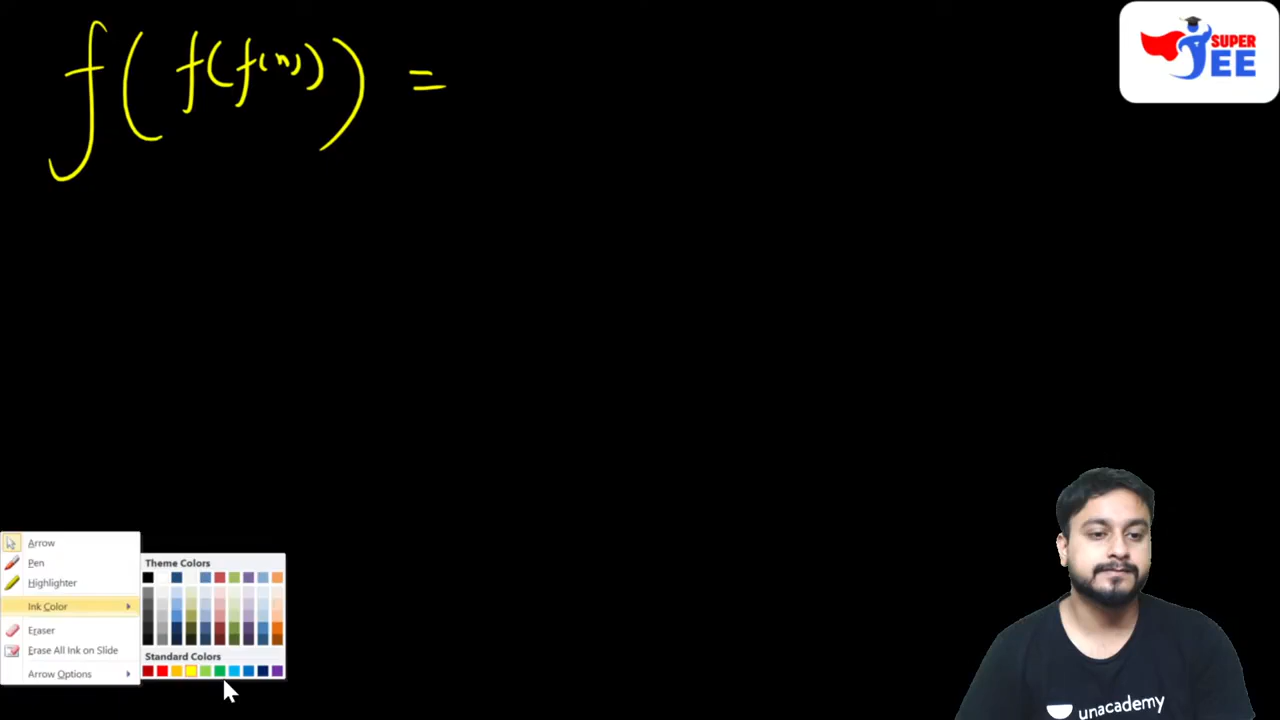 f(f(f(x))) =
SUPER
JEE
Arrow
Pen
Highlighter
Ink Color
Eraser
Erase All Ink on Slide
Arrow Options
Theme Colors
Standard Colors
unacademy